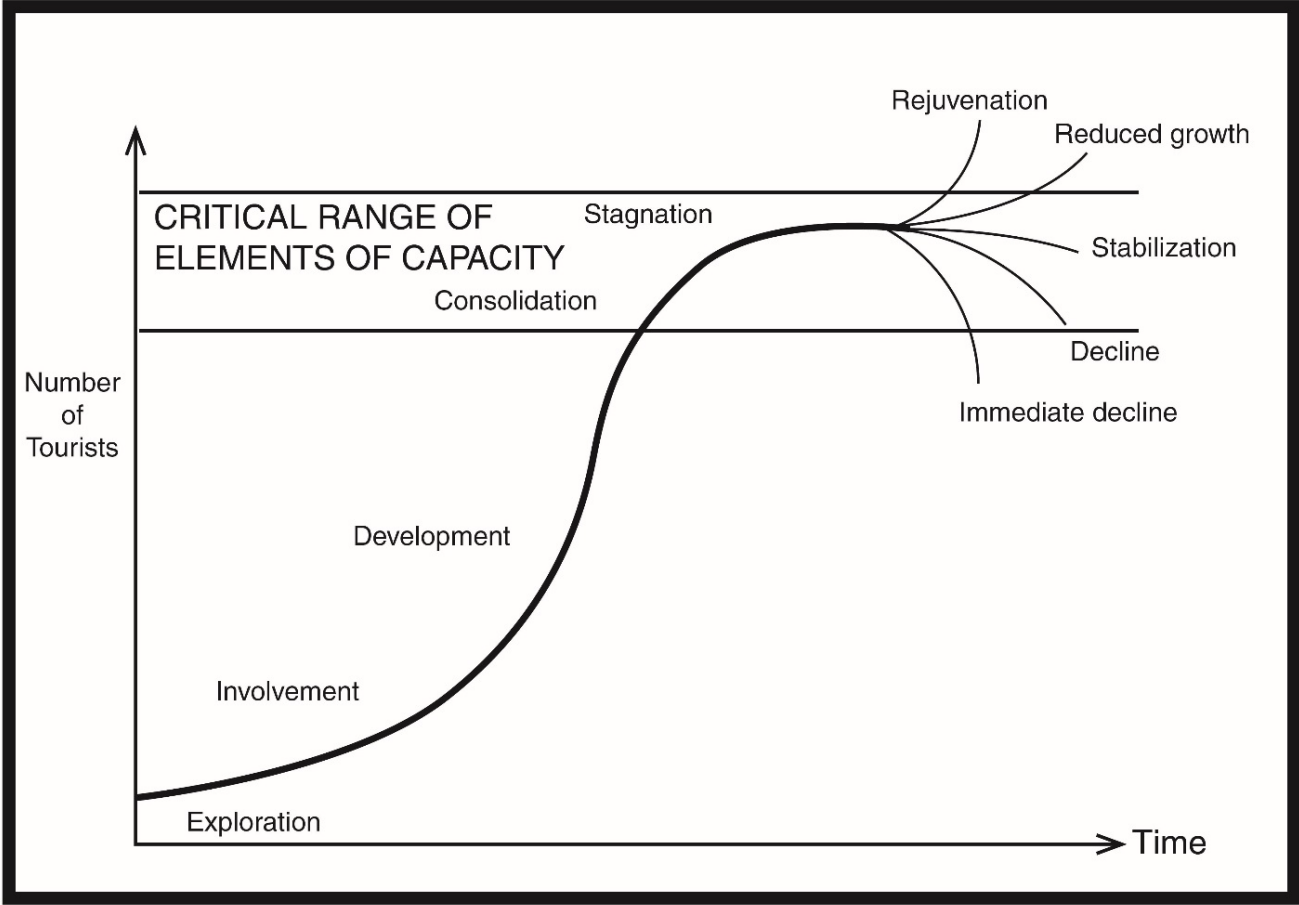 Rejuvenation
Reduced growth
CRITICAL RANGE OF
ELEMENTS OF CAPACITY
Stagnation
Stabilization
Consolidation
Decline
Number
of
Tourists
Immediate decline
Development
Involvement
Exploration
Time